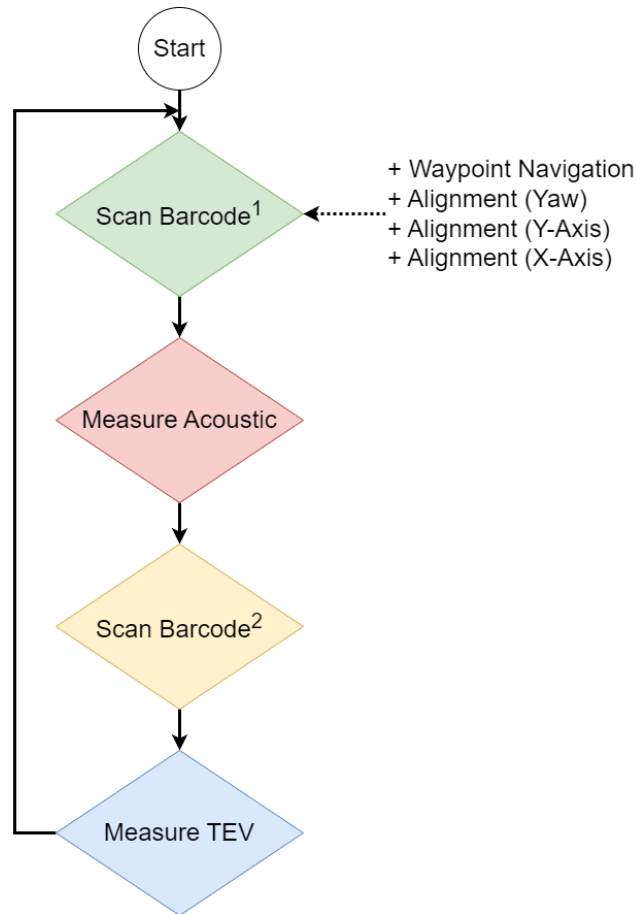 Start
Scan Barcode¹
+ Waypoint Navigation
+ Alignment (Yaw)
+ Alignment (Y-Axis)
+ Alignment (X-Axis)
Measure Acoustic
Scan Barcode²
Measure TEV